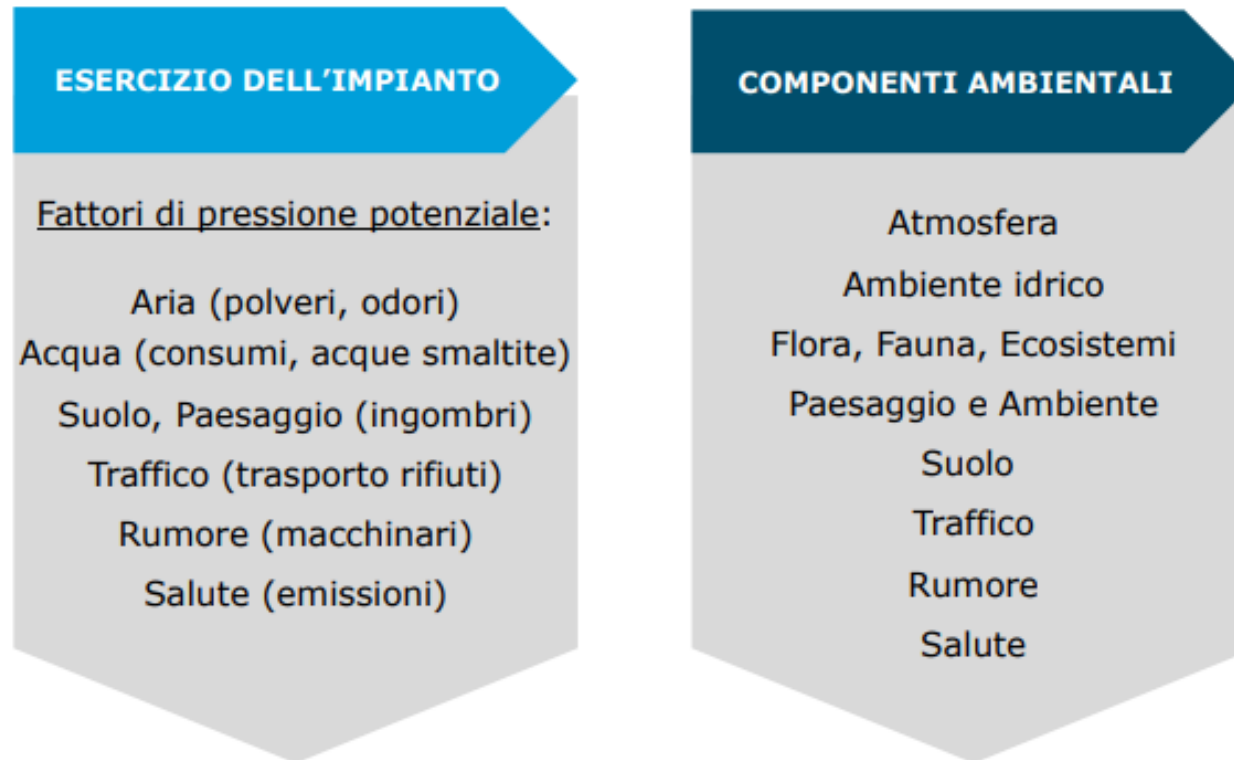 ESERCIZIO DELL'IMPIANTO
Fattori di pressione potenziale:
Aria (polveri, odori)
Acqua (consumi, acque smaltite)
Suolo, Paesaggio (ingombri)
Traffico (trasporto rifiuti)
Rumore (macchinari)
Salute (emissioni)
COMPONENTI AMBIENTALI
Atmosfera
Ambiente idrico
Flora, Fauna, Ecosistemi
Paesaggio e Ambiente
Suolo
Traffico
Rumore
Salute